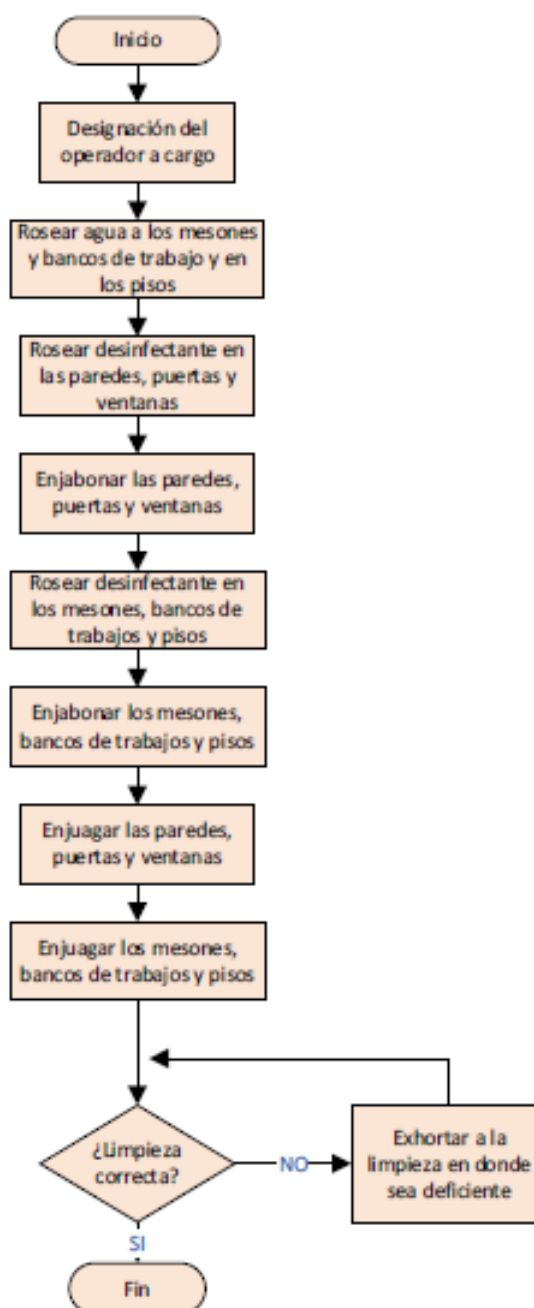 Inicio
Designación del
operador a cargo
Rosear agua a los mesones
y bancos de trabajo y en
los pisos
Rosear desinfectante en
las paredes, puertas y
ventanas
Enjabonar las paredes,
puertas y ventanas
Rosear desinfectante en
los mesones, bancos de
trabajos y pisos
Enjabonar los mesones,
bancos de trabajos y pisos
Enjuagar las paredes,
puertas y ventanas
Enjuagar los mesones,
bancos de trabajos y pisos
¿Limpieza
correcta?
NO
Exhortar a la
limpieza en donde
sea deficiente
SI
Fin